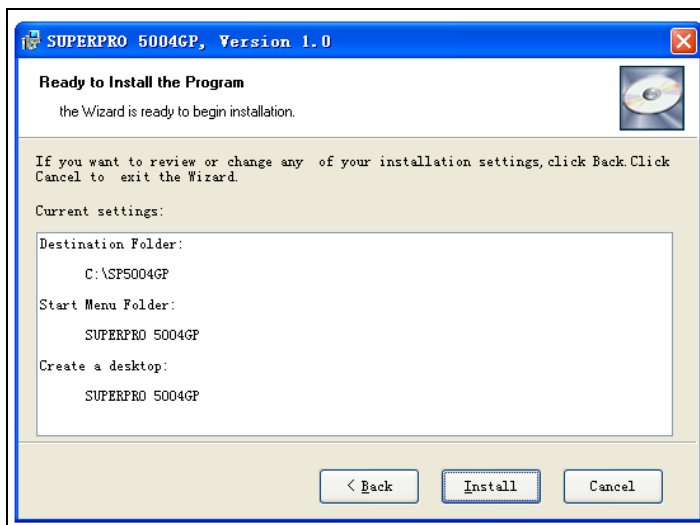 SUPERPRO 5004GP, Version 1.0
Ready to Install the Program
the Wizard is ready to begin installation.
If you want to review or change any  of your installation settings, click Back. Click
Cancel to  exit the Wizard.
Current settings:
Destination Folder:
C:\SP5004GP
Start Menu Folder:
SUPERPRO 5004GP
Create a desktop:
SUPERPRO 5004GP
< Back
Install
Cancel